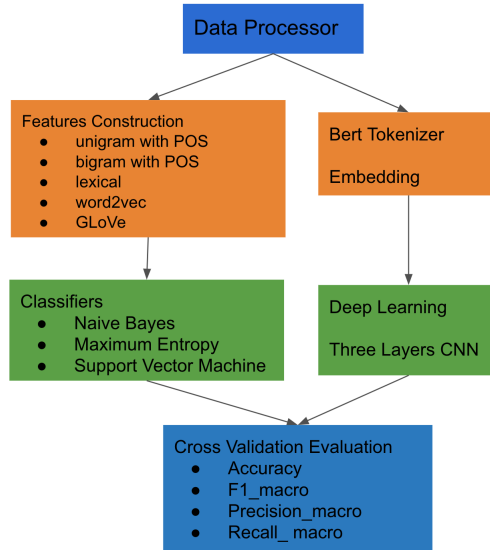 Data Processor
Features Construction
● unigram with POS
● bigram with POS
● lexical
● word2vec
● GLoVe
Bert Tokenizer
Embedding
Classifiers
● Naive Bayes
● Maximum Entropy
● Support Vector Machine
Deep Learning
Three Layers CNN
Cross Validation Evaluation
● Accuracy
● F1_macro
● Precision_macro
● Recall_ macro